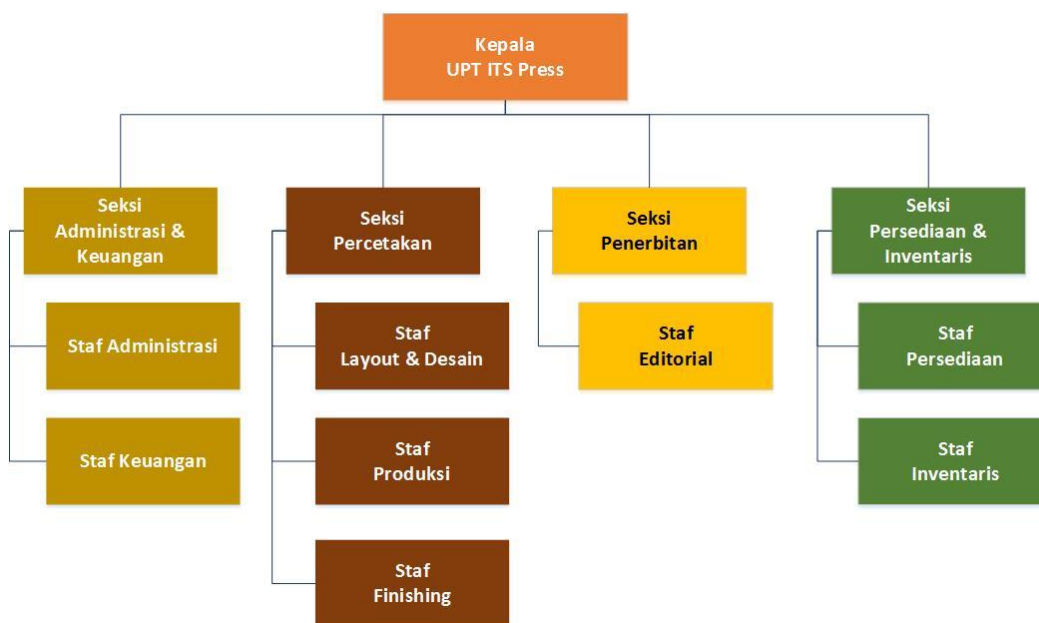 Kepala
UPT ITS Press
Seksi
Administrasi &
Keuangan
Staf Administrasi
Staf Keuangan
Seksi
Percetakan
Staf
Layout & Desain
Staf
Produksi
Staf
Finishing
Seksi
Penerbitan
Staf
Editorial
Seksi
Persediaan &
Inventaris
Staf
Persediaan
Staf
Inventaris